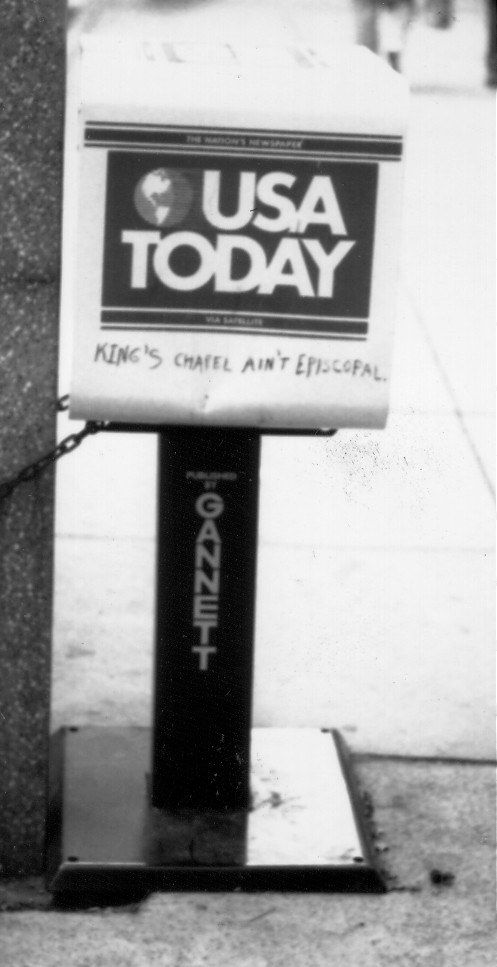 THE NATION'S NEWSPAPER
USA
TODAY
VIA SATELLITE
KING'S CHAPEL AIN'T EPISCOPAL.
PUBLISHED
BY
GANNETT